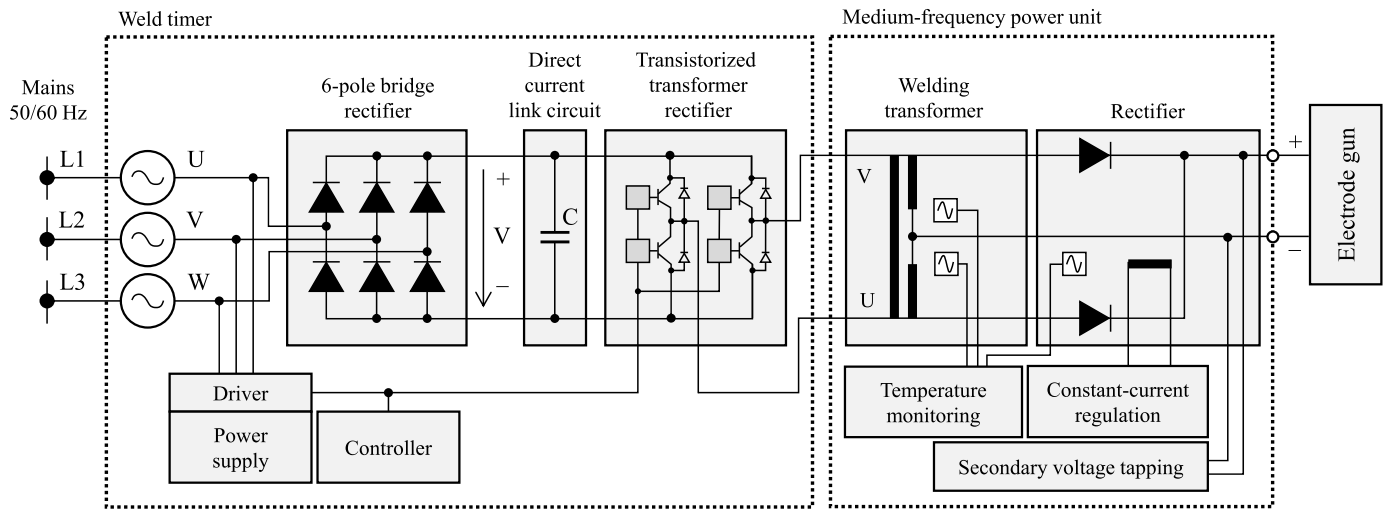 Weld timer
Medium-frequency power unit
Mains
50/60 Hz
6-pole bridge
rectifier
Direct
current
link circuit
Transistorized
transformer
rectifier
Welding
transformer
Rectifier
L1
U
L2
V
L3
W
+
V
−
C
V
U
+
−
Electrode gun
Driver
Power
supply
Controller
Temperature
monitoring
Constant-current
regulation
Secondary voltage tapping